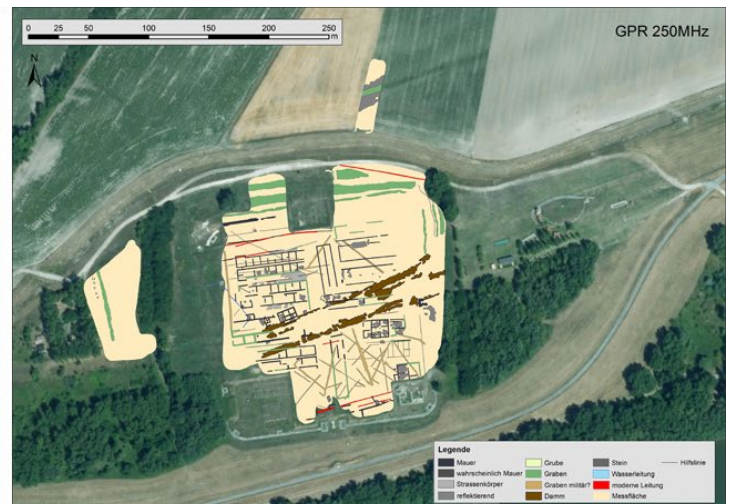 0 25 50 100 150 200 250
m
GPR 250MHz
N
Legende
Mauer
wahrscheinlich Mauer
Strassenkörper
reflektierend
Grube
Graben
Graben militär?
Damm
Stein
Wasserleitung
moderne Leitung
Messfläche
Hilfslinie